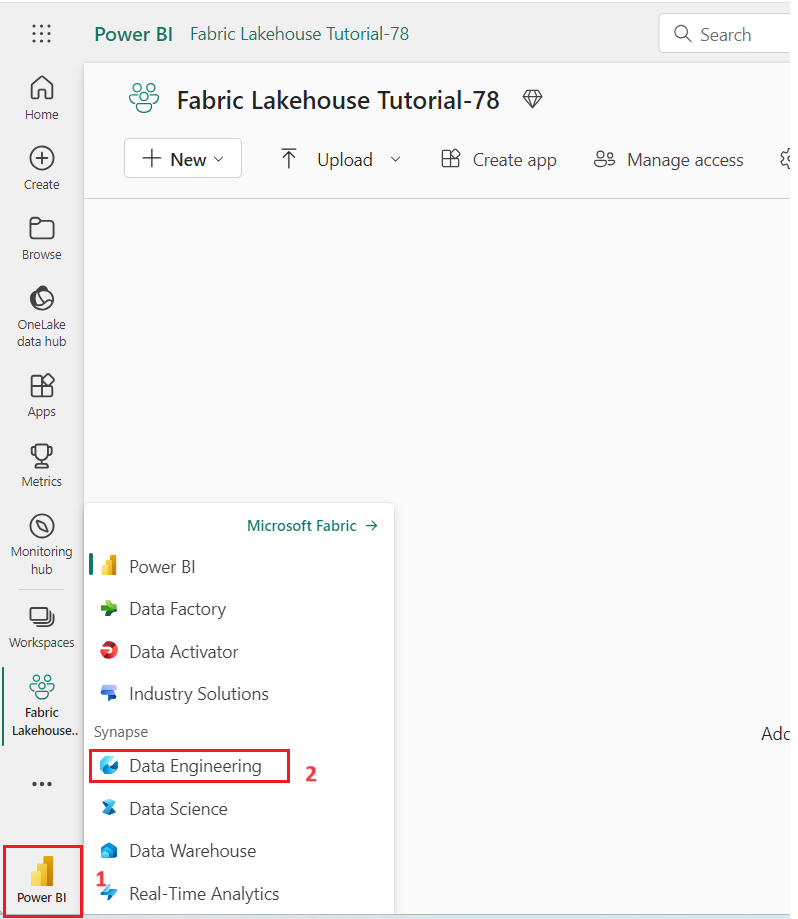 Power BI Fabric Lakehouse Tutorial-78
Search
Home
Create
Browse
OneLake
data hub
Apps
Metrics
Monitoring
hub
Workspaces
Fabric
Lakehouse..
Power BI
Fabric Lakehouse Tutorial-78
New Upload Create app Manage access
Microsoft Fabric
Power BI
Data Factory
Data Activator
Industry Solutions
Synapse
Data Engineering 2
Data Science
Data Warehouse
1
Real-Time Analytics